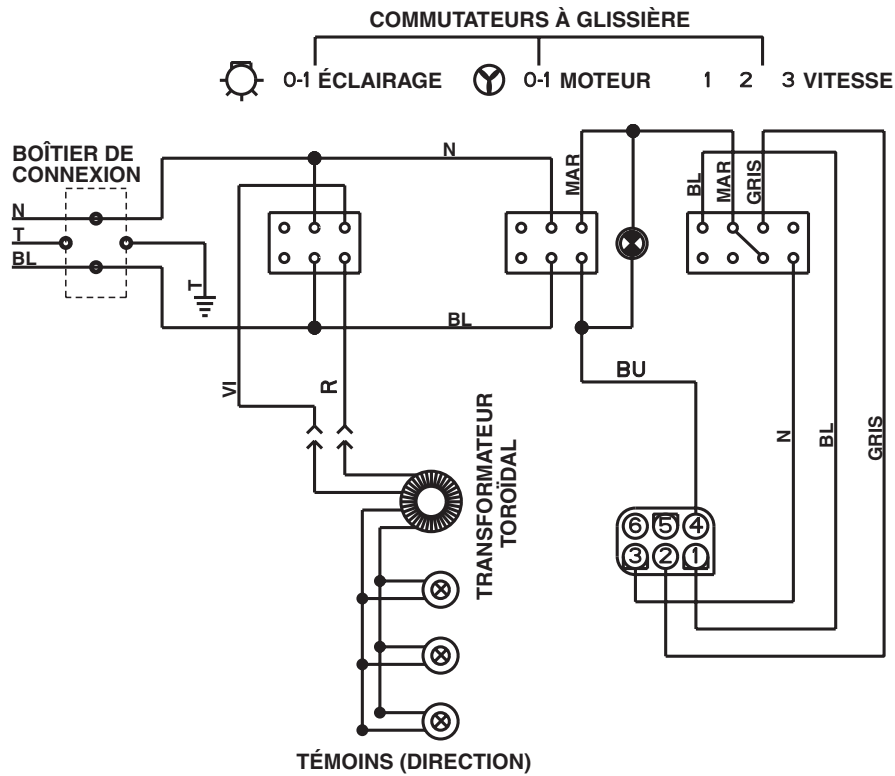 COMMUTATEURS À GLISSIÈRE
0-1 ÉCLAIRAGE 0-1 MOTEUR 1 2 3 VITESSE
BOÎTIER DE
CONNEXION
N
T
BL
T
N
BL
MAR
BL
MAR
GRIS
VI
R
BU
N
BL
GRIS
TRANSFORMATEUR
TOROÏDAL
6 5 4
3 2 1
TÉMOINS (DIRECTION)